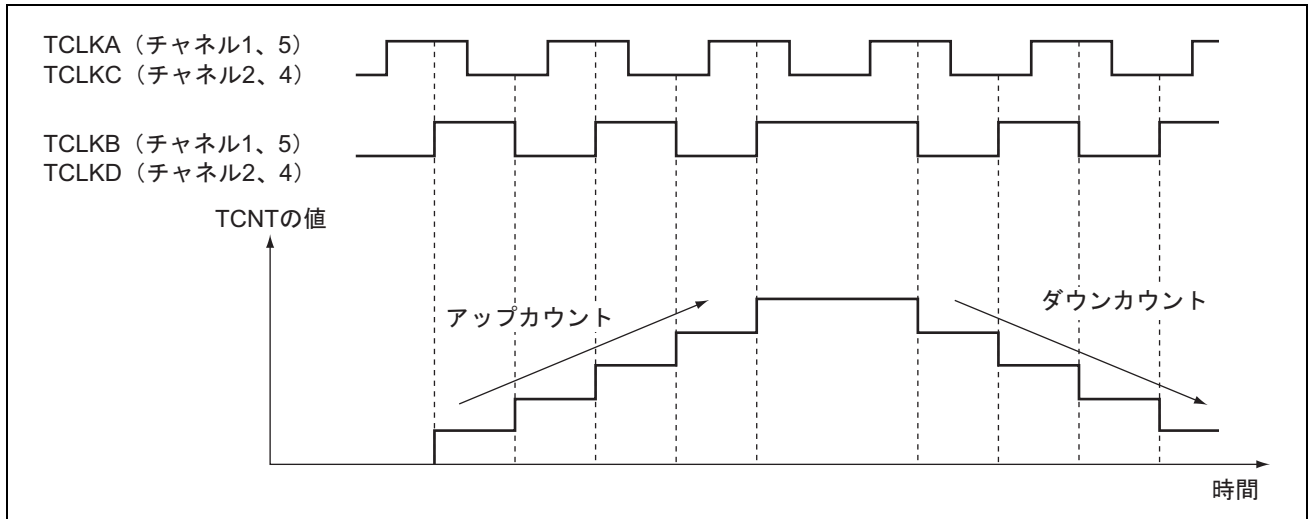 TCLKA（チャネル1、5）
TCLKC（チャネル2、4）
TCLKB（チャネル1、5）
TCLKD（チャネル2、4）
TCNTの値
アップカウント
ダウンカウント
時間